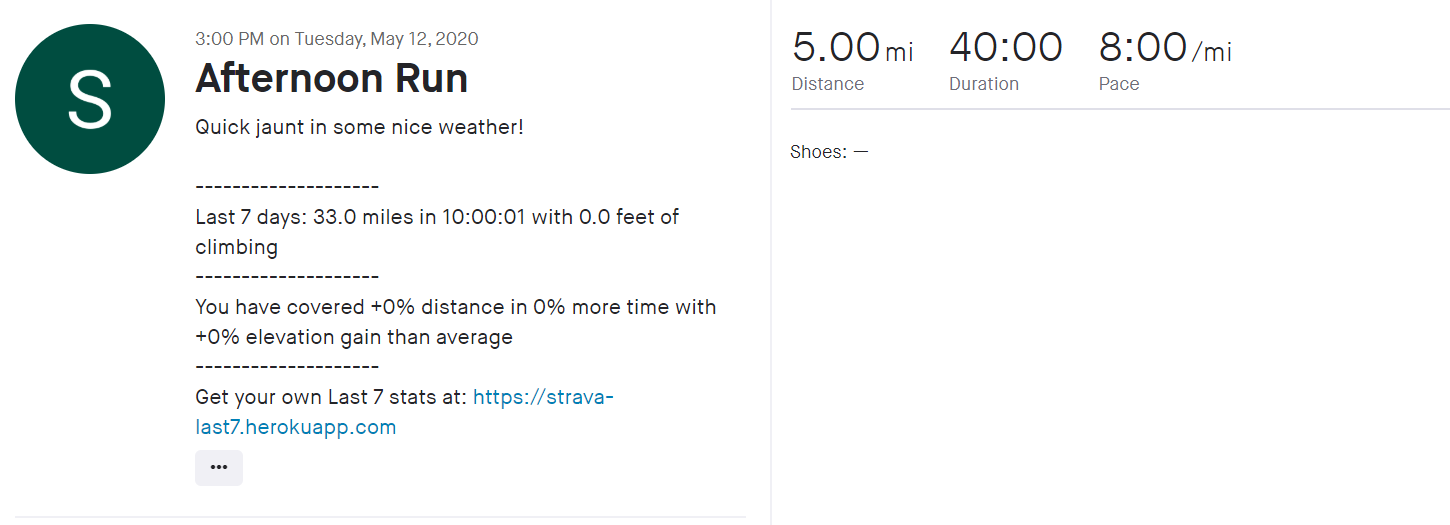 S
3:00 PM on Tuesday, May 12, 2020
Afternoon Run
Quick jaunt in some nice weather!
--------------------
Last 7 days: 33.0 miles in 10:00:01 with 0.0 feet of
climbing
--------------------
You have covered +0% distance in 0% more time with
+0% elevation gain than average
--------------------
Get your own Last 7 stats at: https://strava-
last7.herokuapp.com
•••
5.00 mi 40:00 8:00 /mi
Distance Duration Pace
Shoes: —